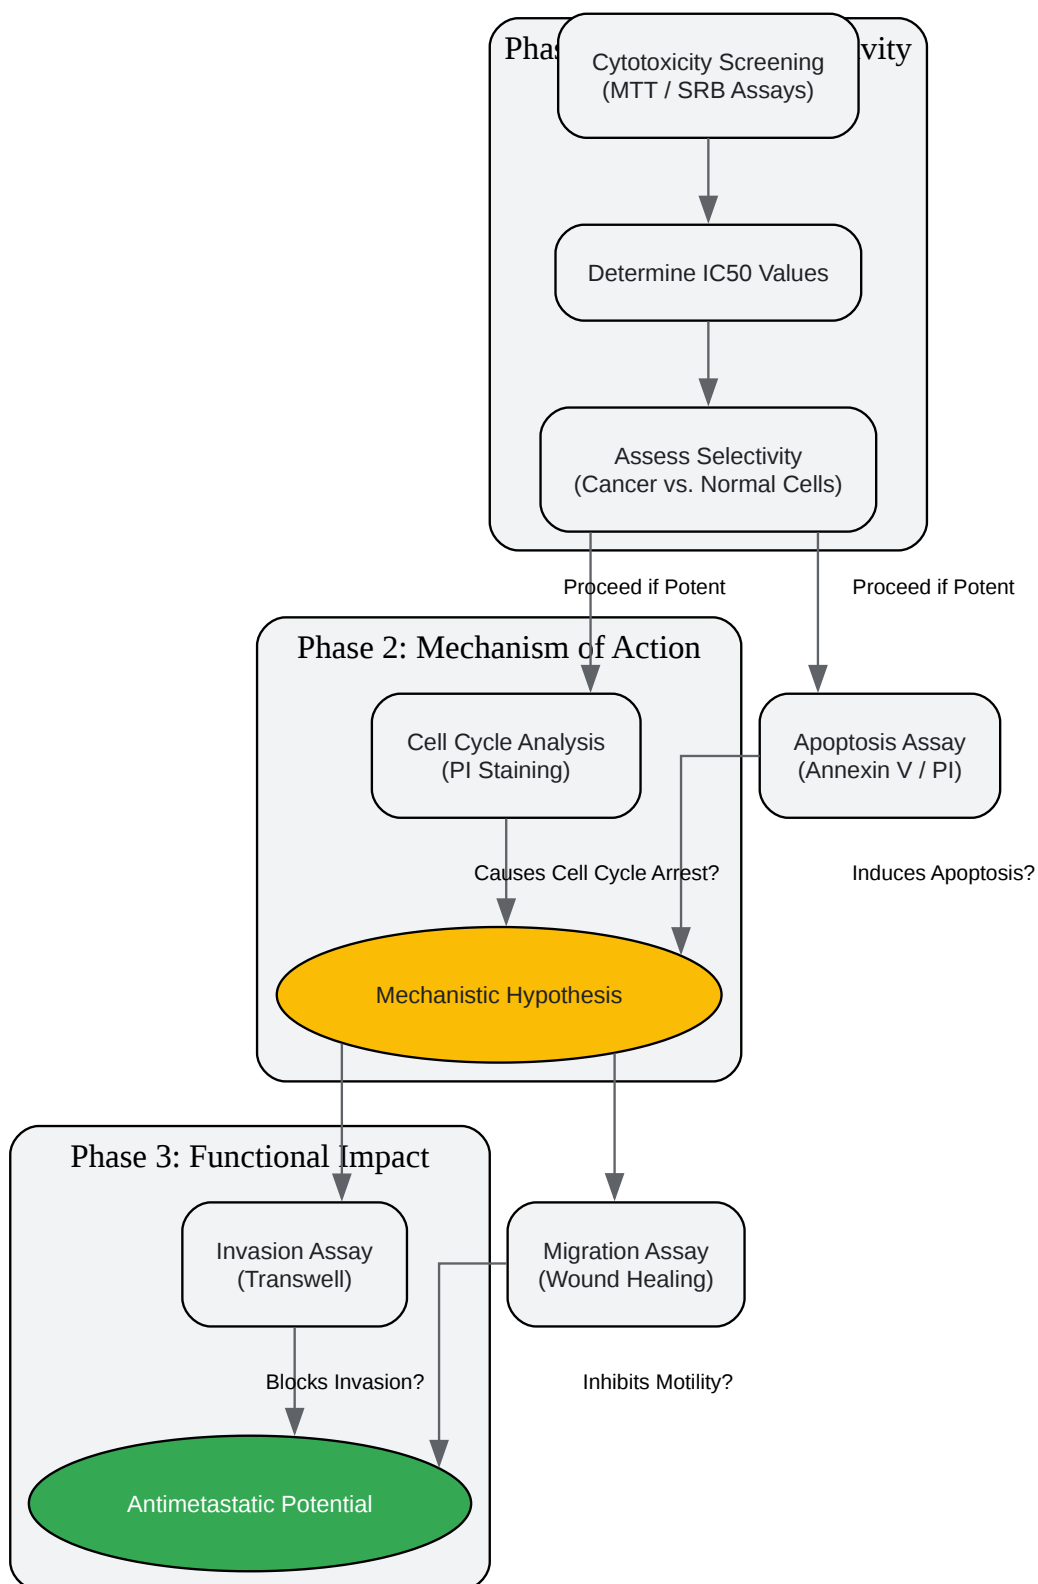 Phas
vity
Cytotoxicity Screening
(MTT / SRB Assays)
Determine IC50 Values
Assess Selectivity
(Cancer vs. Normal Cells)
Proceed if Potent
Proceed if Potent
Phase 2: Mechanism of Action
Cell Cycle Analysis
(PI Staining)
Apoptosis Assay
(Annexin V / PI)
Causes Cell Cycle Arrest?
Induces Apoptosis?
Mechanistic Hypothesis
Phase 3: Functional Impact
Invasion Assay
(Transwell)
Migration Assay
(Wound Healing)
Blocks Invasion?
Inhibits Motility?
Antimetastatic Potential